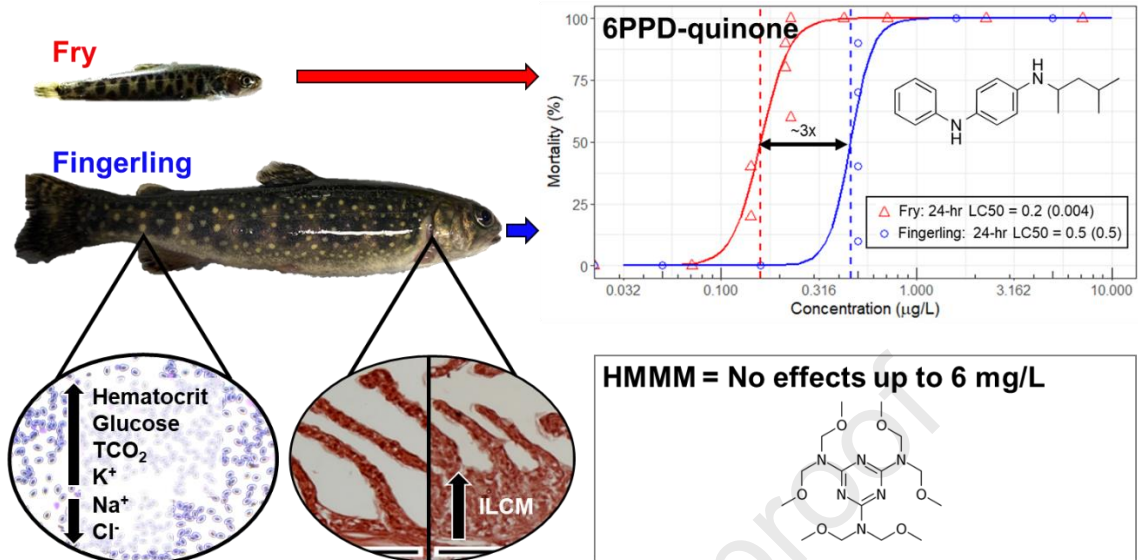 Fry
Fingerling
Hematocrit
Glucose
TCO₂
K⁺
Na⁺
Cl⁻
ILCM
6PPD-quinone
Mortality (%)
100
75
50
25
0
~3x
H
N
N
H
Fry: 24-hr LC50 = 0.2 (0.004)
Fingerling: 24-hr LC50 = 0.5 (0.5)
0.032 0.100 0.316 1.000 3.162 10.000
Concentration (µg/L)
HMMM = No effects up to 6 mg/L
O O
N N N
O N N O
N
O O
proof